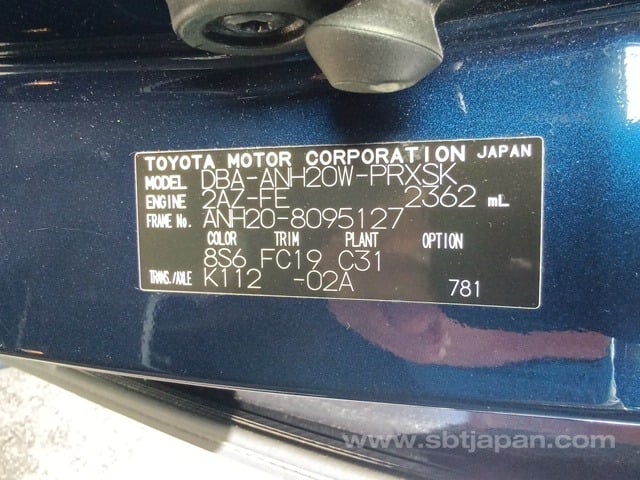 TOYOTA MOTOR CORPORATION JAPAN
MODEL DBA-ANH20W-PRXSK
ENGINE 2AZ-FE 2362 mL
FRAME No. ANH20-8095127
COLOR TRIM PLANT OPTION
8S6 FC19 C31
TRANS./AXLE K112 -02A 781
www.sbtjapan.com